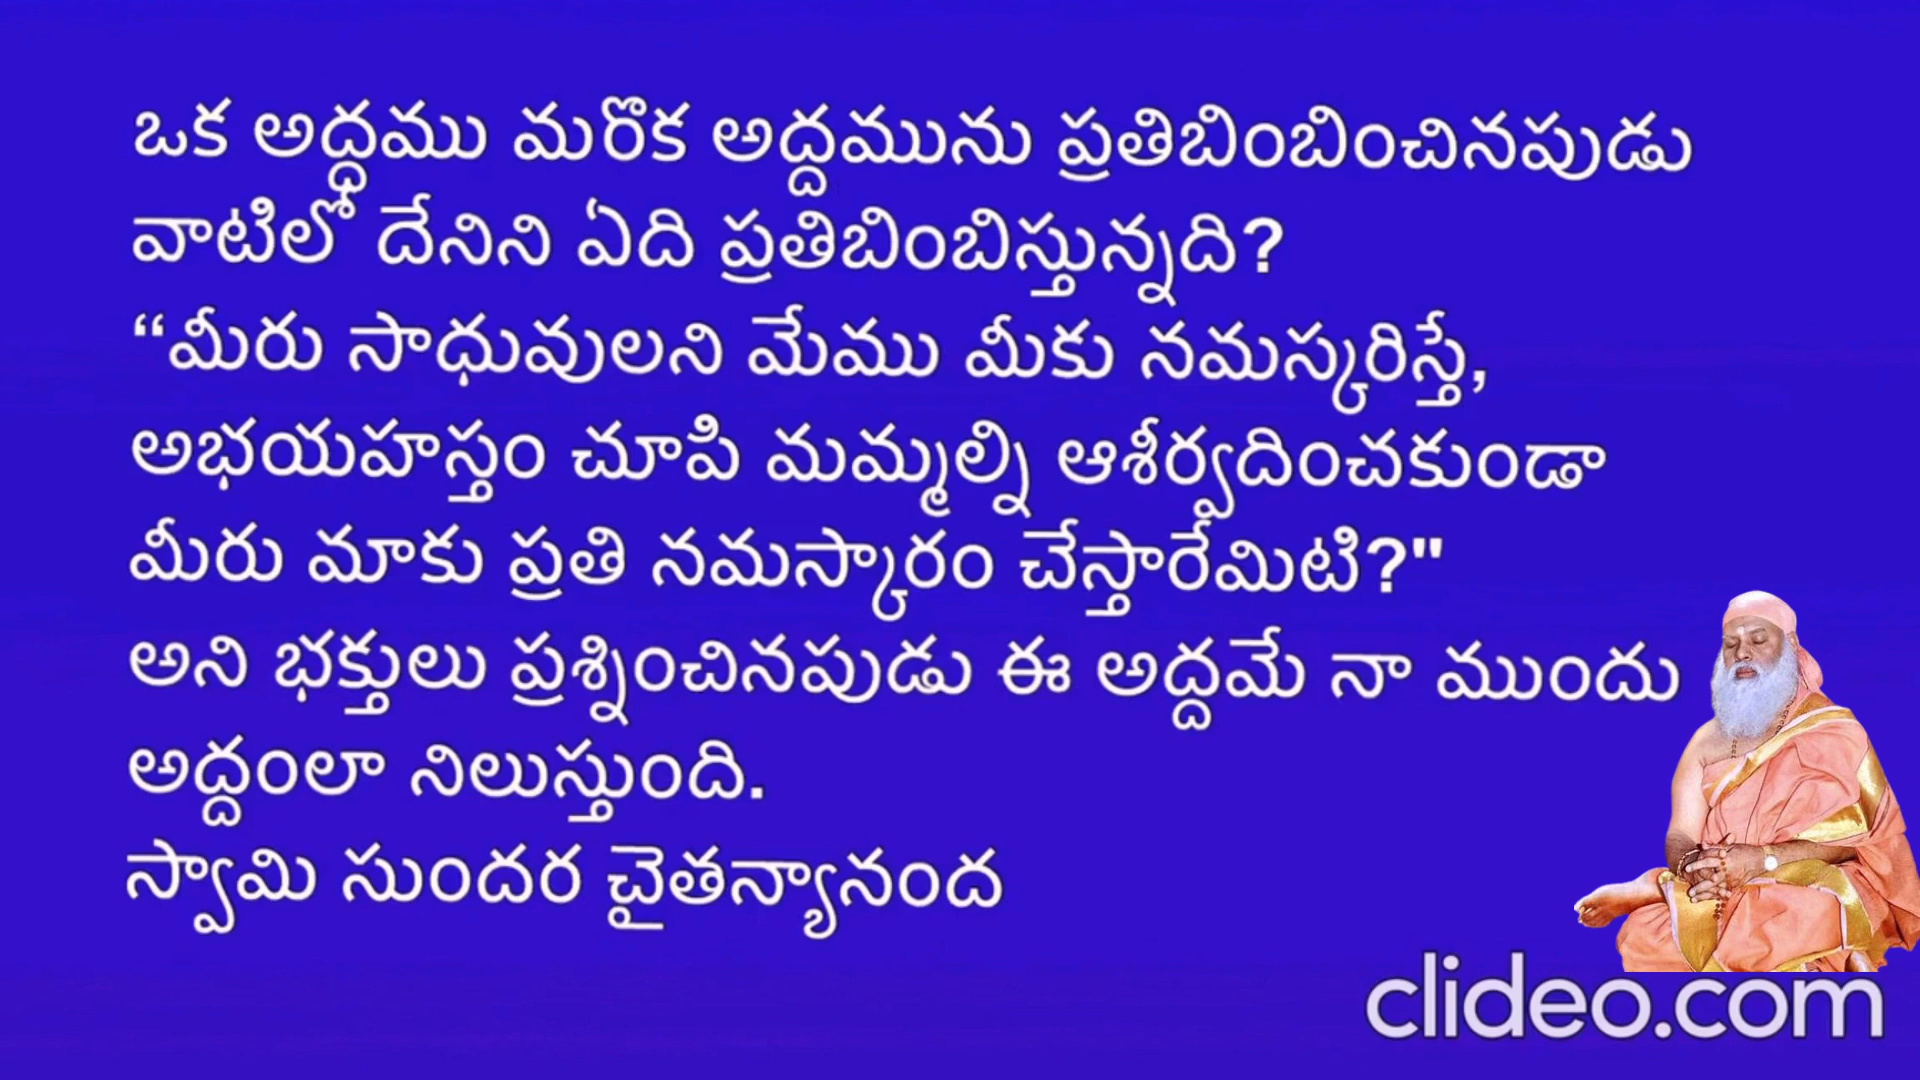 ఒక అద్ధము మరొక అద్దమును ప్రతిబింబించినపుడు
వాటిలో దేనిని ఏది ప్రతిబింబిస్తున్నది?
“మీరు సాధువులని మేము మీకు నమస్కరిస్తే,
అభయహస్తం చూపి మమ్మల్ని ఆశీర్వదించకుండా
మీరు మాకు ప్రతి నమస్కారం చేస్తారేమిటి?"
అని భక్తులు ప్రశ్నించినపుడు ఈ అద్దమే నా ముందు
అద్దంలా నిలుస్తుంది.
స్వామి సుందర చైతన్యానంద
clideo.com